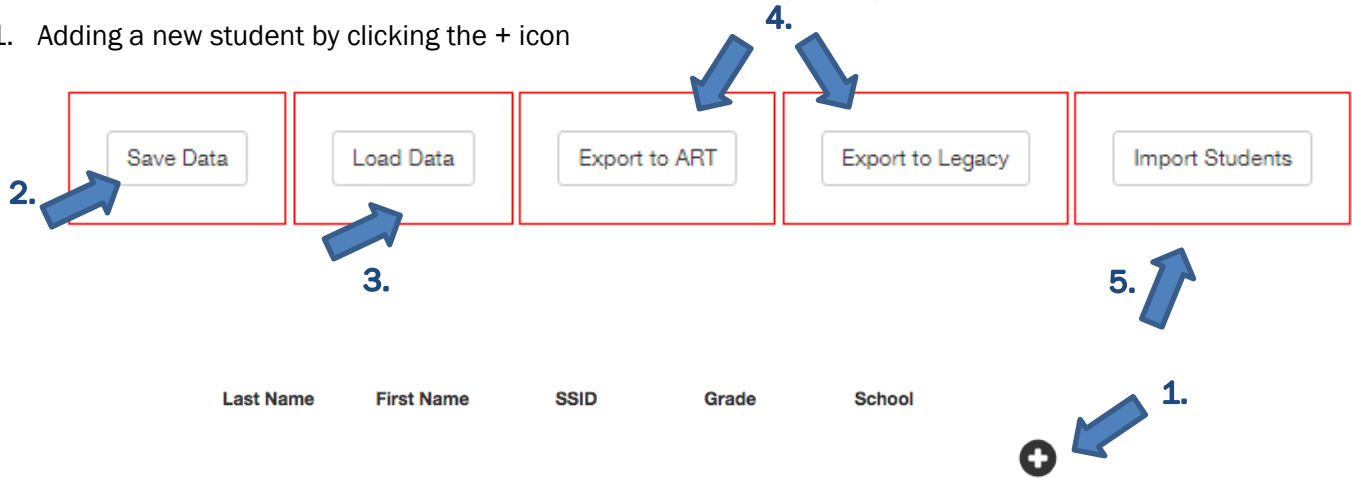 4.
1. Adding a new student by clicking the + icon
Save Data Load Data Export to ART Export to Legacy Import Students
2.
3. 5.
Last Name First Name SSID Grade School 1.